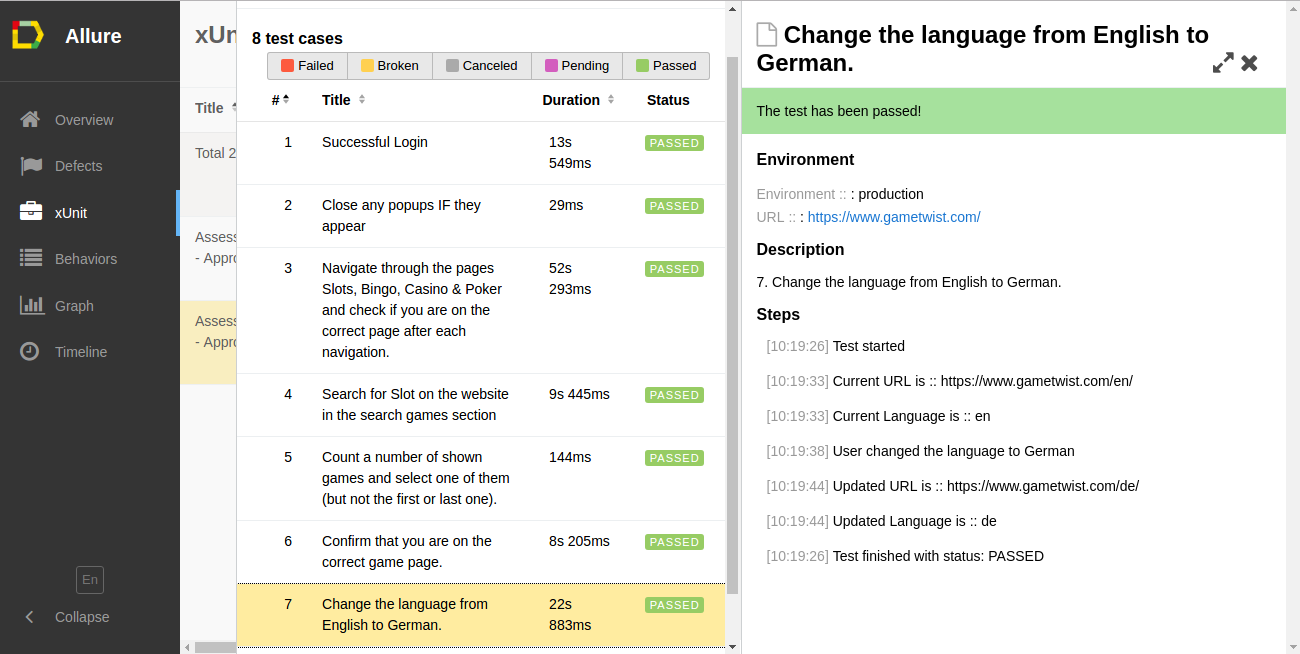 Allure
Overview
Defects
xUnit
Behaviors
Graph
Timeline
En
Collapse
xUn
Title
Total 2
Assess
- Appro
Assess
- Appro
8 test cases
Failed Broken Canceled Pending Passed
# Title Duration Status
1 Successful Login 13s PASSED
549ms
2 Close any popups IF they 29ms PASSED
appear
3 Navigate through the pages 52s PASSED
Slots, Bingo, Casino & Poker 293ms
and check if you are on the
correct page after each
navigation.
4 Search for Slot on the website 9s 445ms PASSED
in the search games section
5 Count a number of shown 144ms PASSED
games and select one of them
(but not the first or last one).
6 Confirm that you are on the 8s 205ms PASSED
correct game page.
7 Change the language from 22s PASSED
English to German. 883ms
Change the language from English to
German.
The test has been passed!
Environment
Environment :: : production
URL :: : https://www.gametwist.com/
Description
7. Change the language from English to German.
Steps
[10:19:26] Test started
[10:19:33] Current URL is :: https://www.gametwist.com/en/
[10:19:33] Current Language is :: en
[10:19:38] User changed the language to German
[10:19:44] Updated URL is :: https://www.gametwist.com/de/
[10:19:44] Updated Language is :: de
[10:19:26] Test finished with status: PASSED